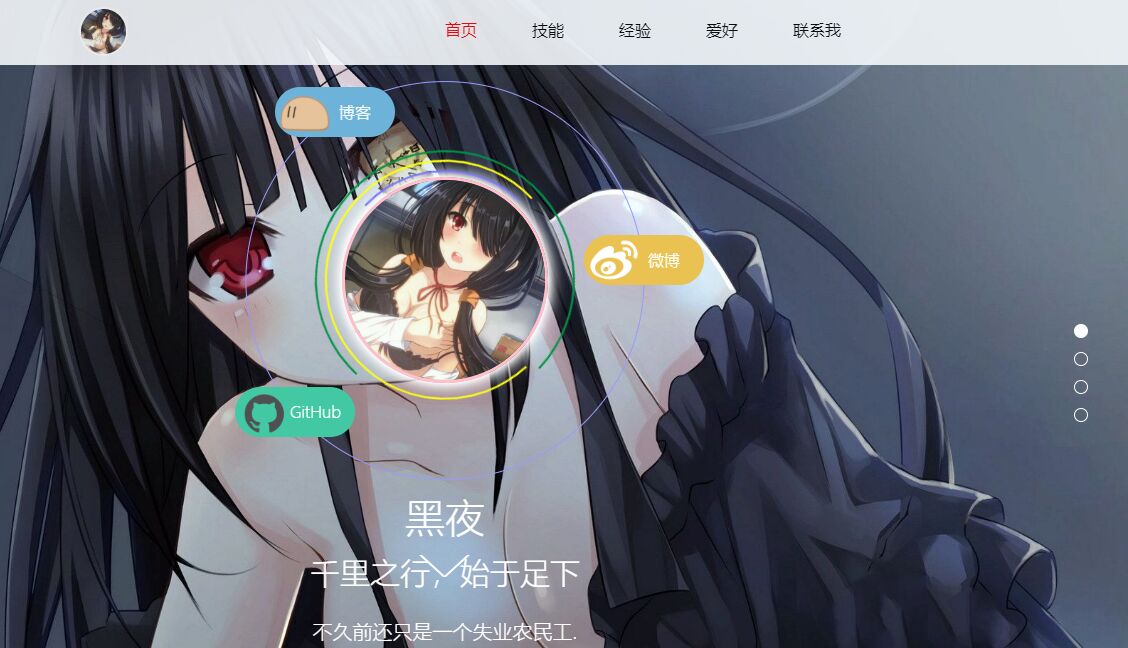 首页 技能 经验 爱好 联系我
博客
微博
GitHub
黑夜
千里之行，始于足下
不久前还只是一个失业农民工.